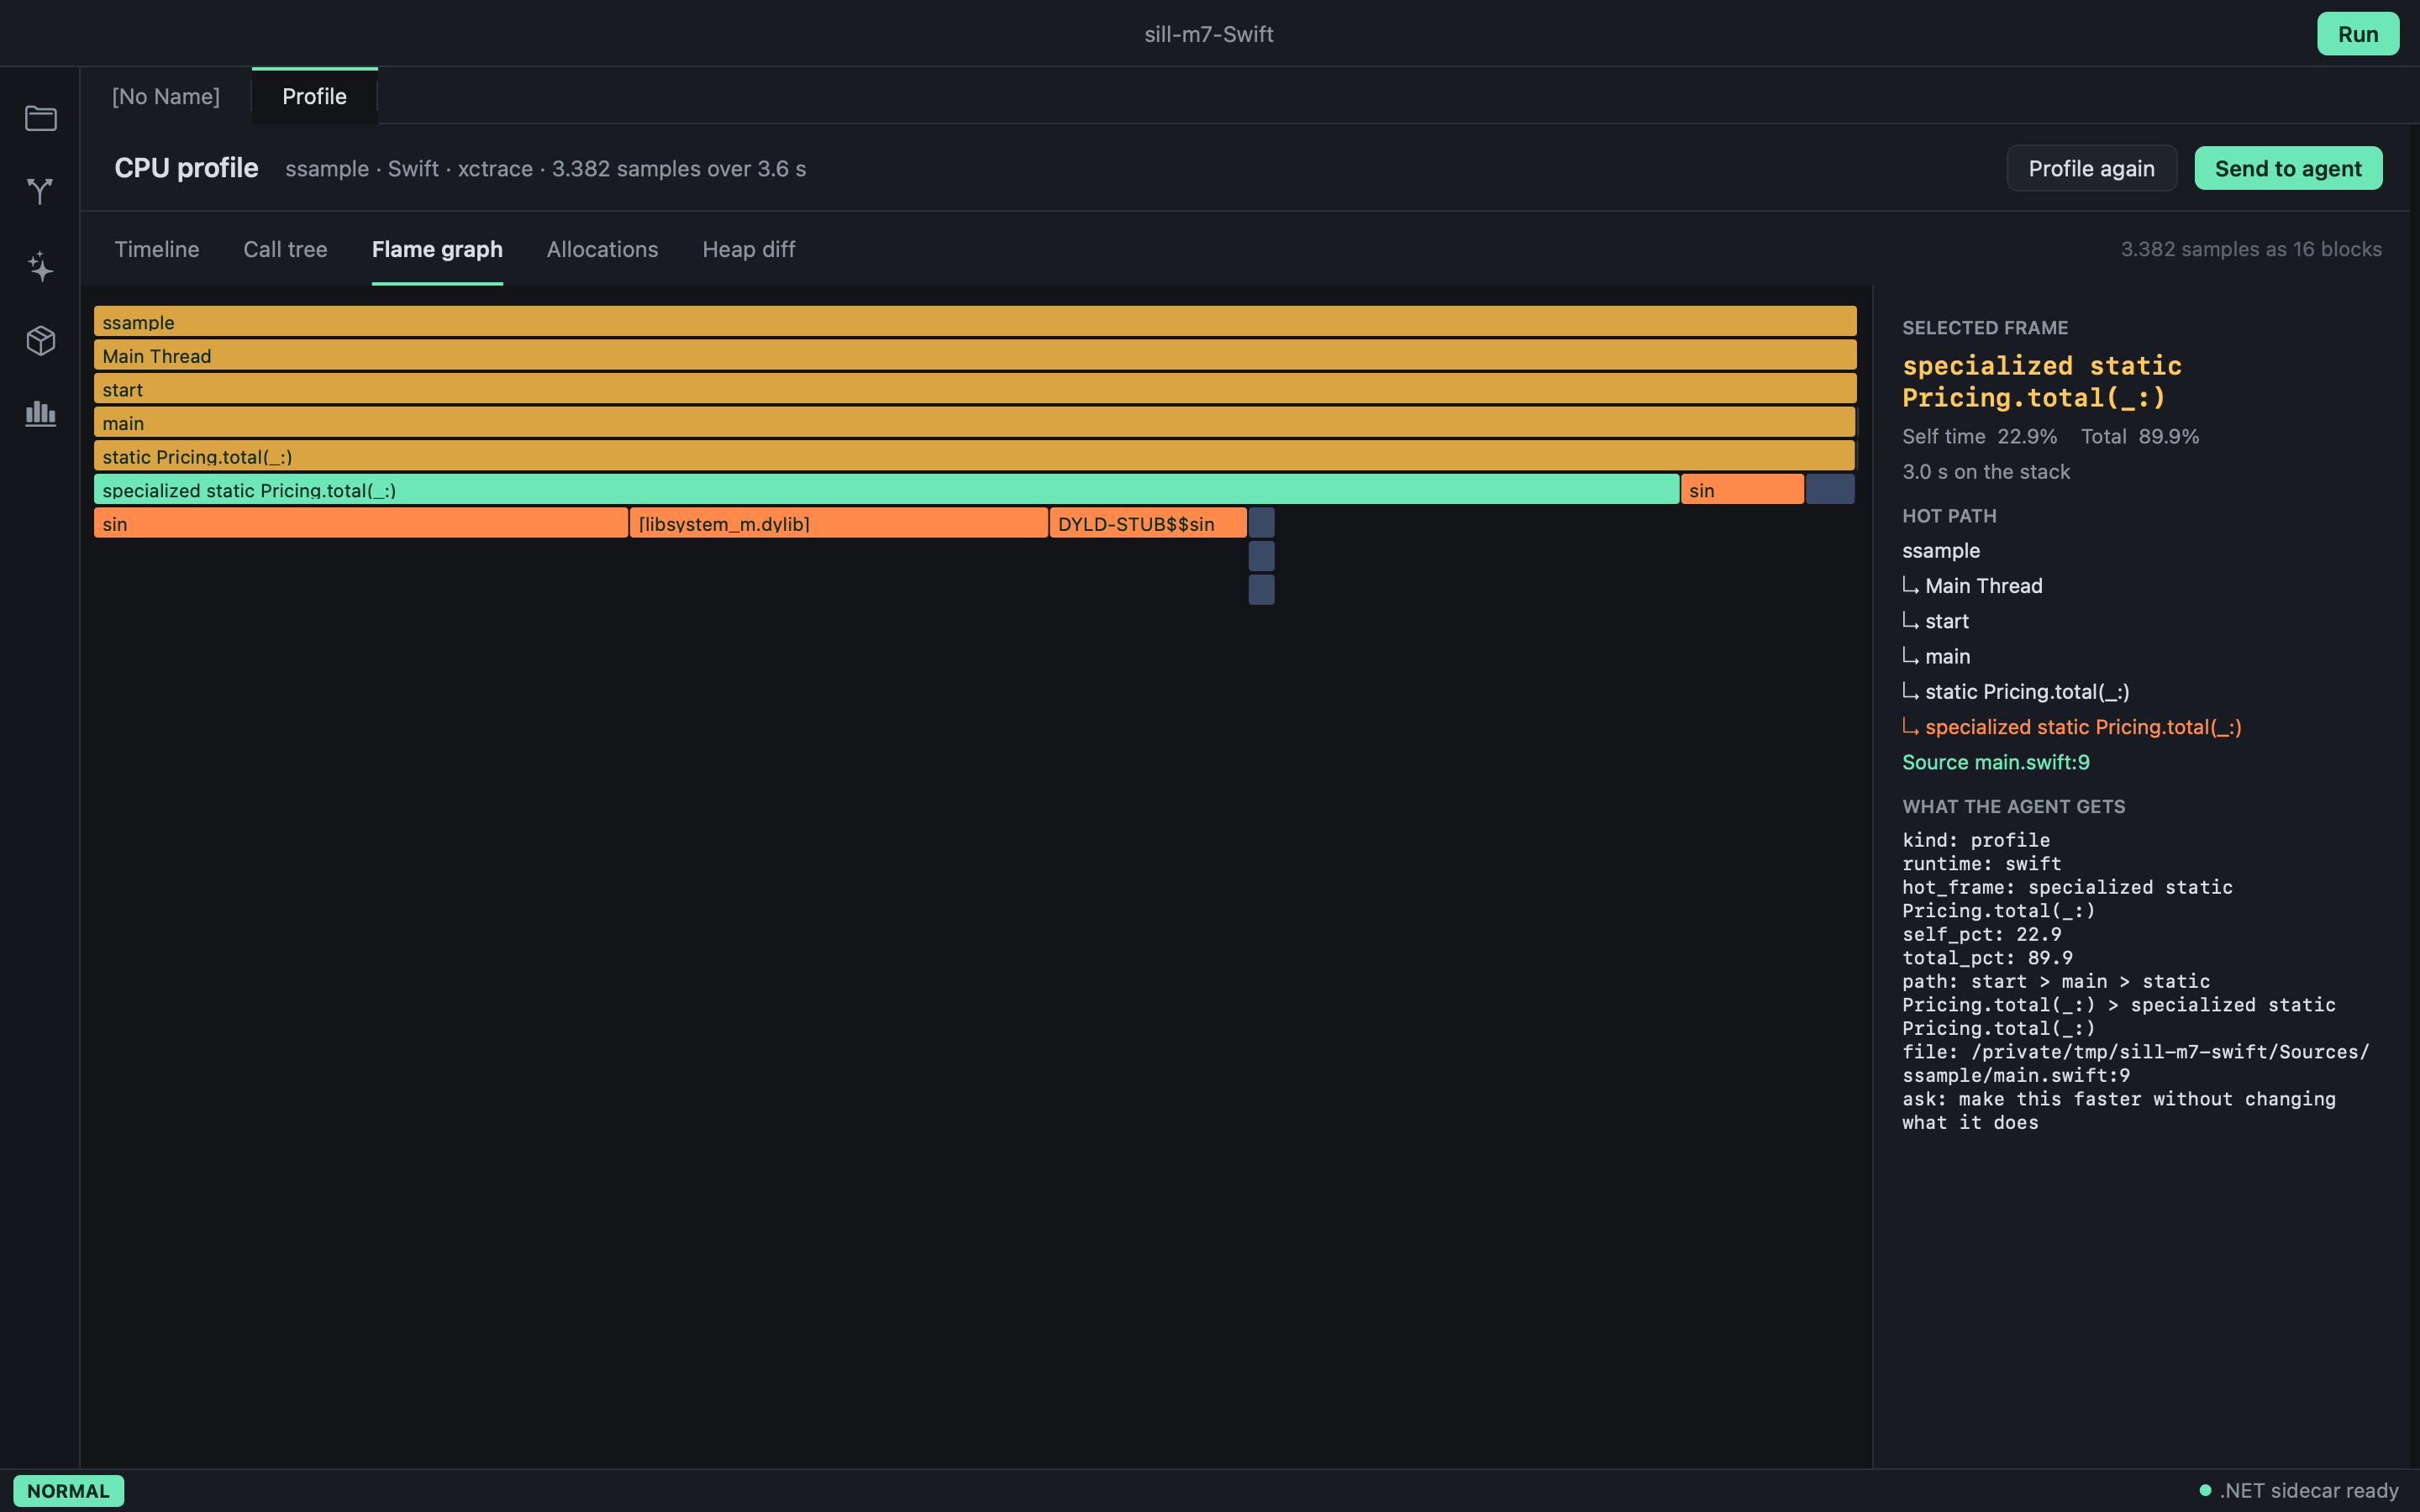 sill-m7-Swift
Run
[No Name]
Profile
CPU profile
ssample · Swift · xctrace · 3.382 samples over 3.6 s
Profile again
Send to agent
Timeline
Call tree
Flame graph
Allocations
Heap diff
3.382 samples as 16 blocks
ssample
Main Thread
start
main
static Pricing.total(_:)
specialized static Pricing.total(_:)
sin
sin
[libsystem_m.dylib]
DYLD-STUB$$sin
SELECTED FRAME
specialized static
Pricing.total(_:)
Self time 22.9% Total 89.9%
3.0 s on the stack
HOT PATH
ssample
Main Thread
start
main
static Pricing.total(_:)
specialized static Pricing.total(_:)
Source main.swift:9
WHAT THE AGENT GETS
kind: profile
runtime: swift
hot_frame: specialized static
Pricing.total(_:)
self_pct: 22.9
total_pct: 89.9
path: start > main > static
Pricing.total(_:) > specialized static
Pricing.total(_:)
file: /private/tmp/sill-m7-swift/Sources/
ssample/main.swift:9
ask: make this faster without changing
what it does
NORMAL
.NET sidecar ready